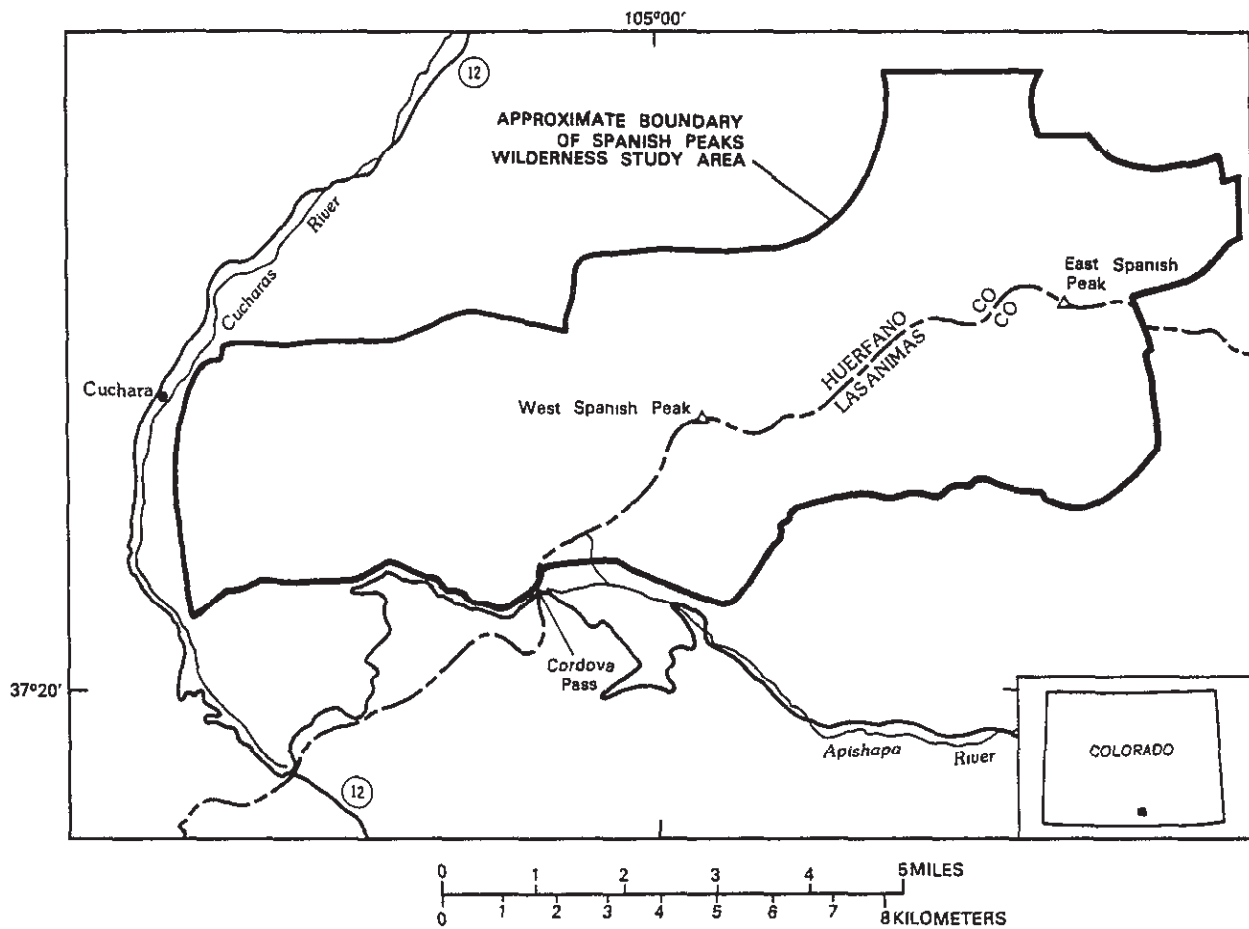 105°00'
12
APPROXIMATE BOUNDARY
OF SPANISH PEAKS
WILDERNESS STUDY AREA
River
Cucharas
East Spanish
Peak
HUERFANO CO
LAS ANIMAS CO
Cuchara
West Spanish Peak
Cordova
Pass
37°20'
Apishapa River
COLORADO
12
0 1 2 3 4 5 MILES
0 1 2 3 4 5 6 7 8 KILOMETERS